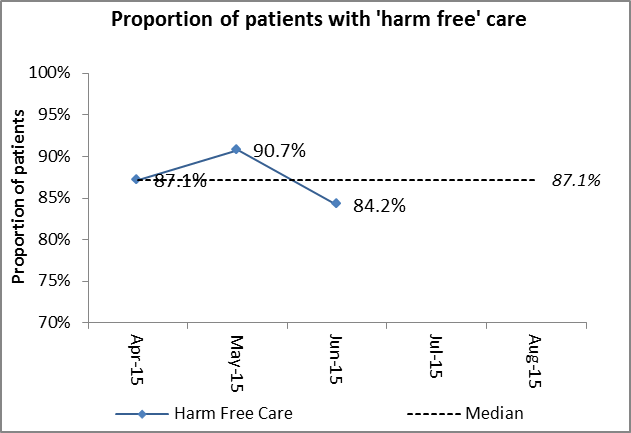 Proportion of patients with 'harm free' care
Proportion of patients
100%
95%
90%
85%
80%
75%
70%
87.1%
90.7%
84.2%
87.1%
Apr-15
May-15
Jun-15
Jul-15
Aug-15
Harm Free Care
Median